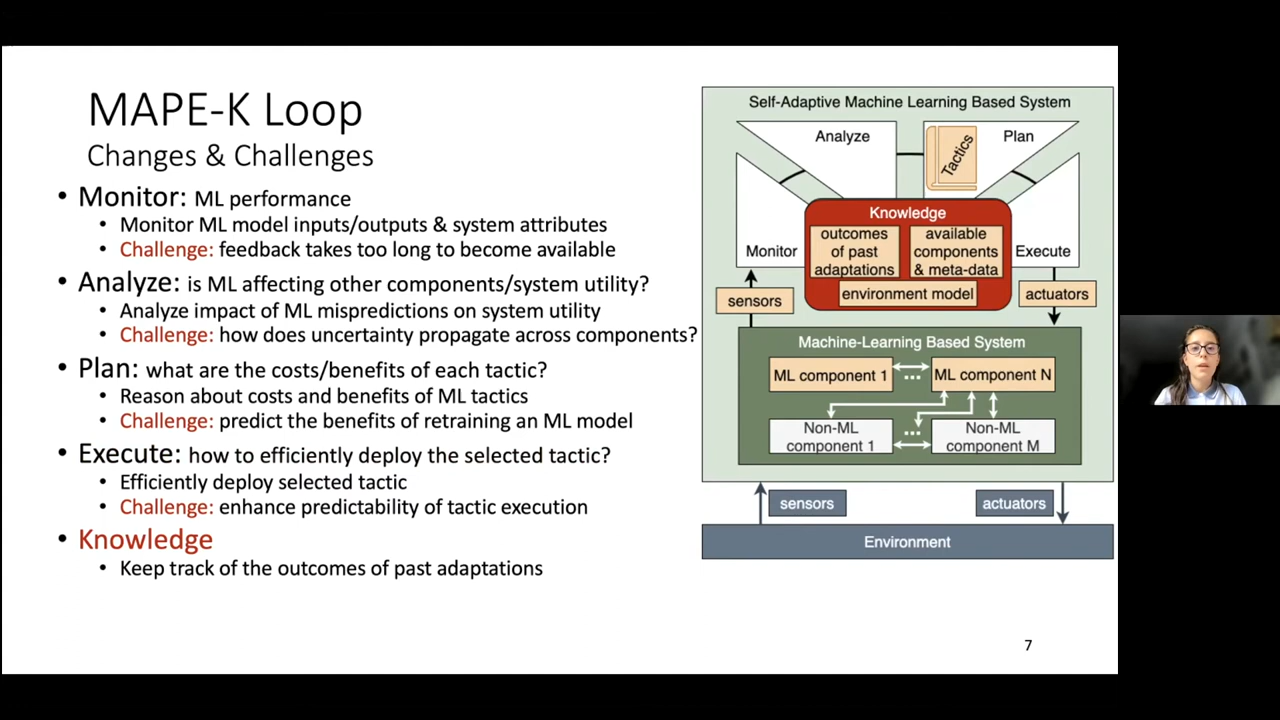 MAPE-K Loop
Changes & Challenges
• Monitor: ML performance
• Monitor ML model inputs/outputs & system attributes
• Challenge: feedback takes too long to become available
• Analyze: is ML affecting other components/system utility?
• Analyze impact of ML mispredictions on system utility
• Challenge: how does uncertainty propagate across components?
• Plan: what are the costs/benefits of each tactic?
• Reason about costs and benefits of ML tactics
• Challenge: predict the benefits of retraining an ML model
• Execute: how to efficiently deploy the selected tactic?
• Efficiently deploy selected tactic
• Challenge: enhance predictability of tactic execution
• Knowledge
• Keep track of the outcomes of past adaptations
Self-Adaptive Machine Learning Based System
Analyze
Tactics
Plan
Monitor
Knowledge
outcomes
of past
adaptations
available
components
& meta-data
environment model
Execute
sensors
actuators
Machine-Learning Based System
ML component 1
...
ML component N
Non-ML
component 1
...
Non-ML
component M
sensors
actuators
Environment
7